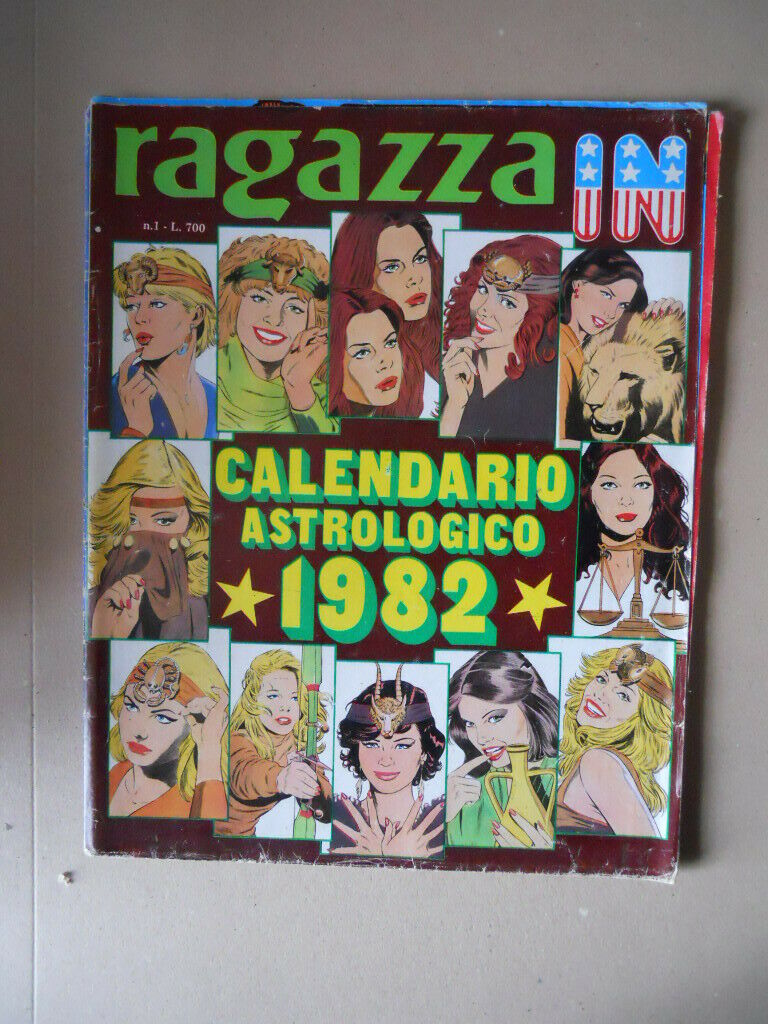 ragazza IN
n.1 - L. 700
CALENDARIO
ASTROLOGICO
1982